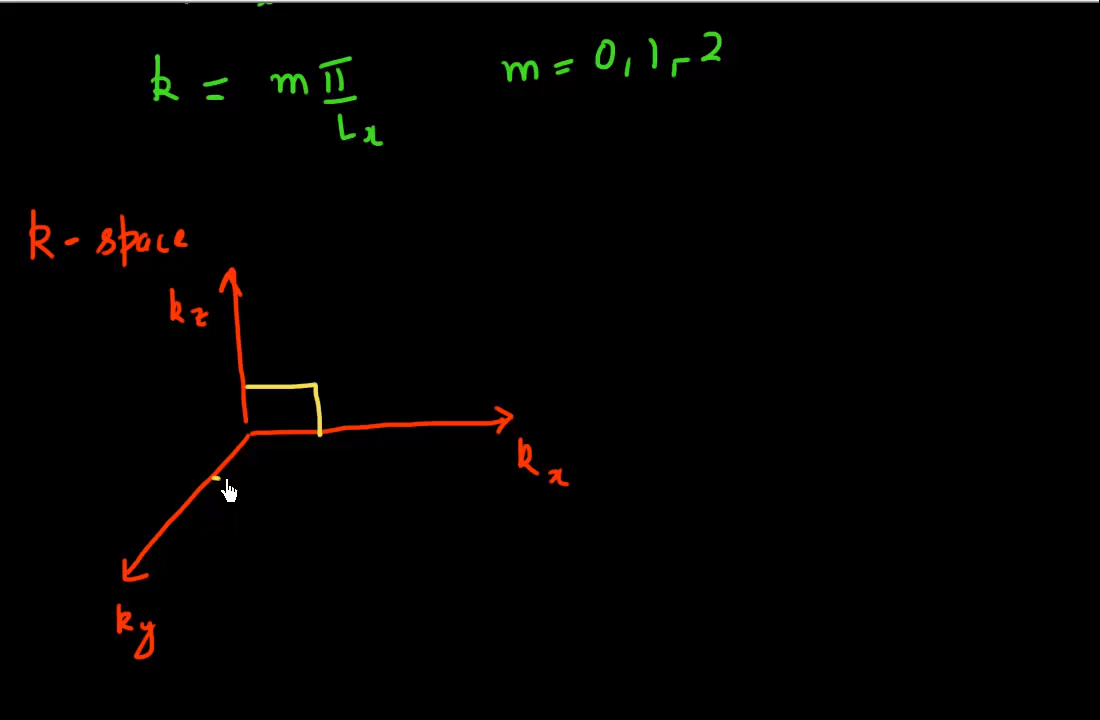 k = mπ/Lx m = 0, 1, 2
k - space
kz
kx
ky